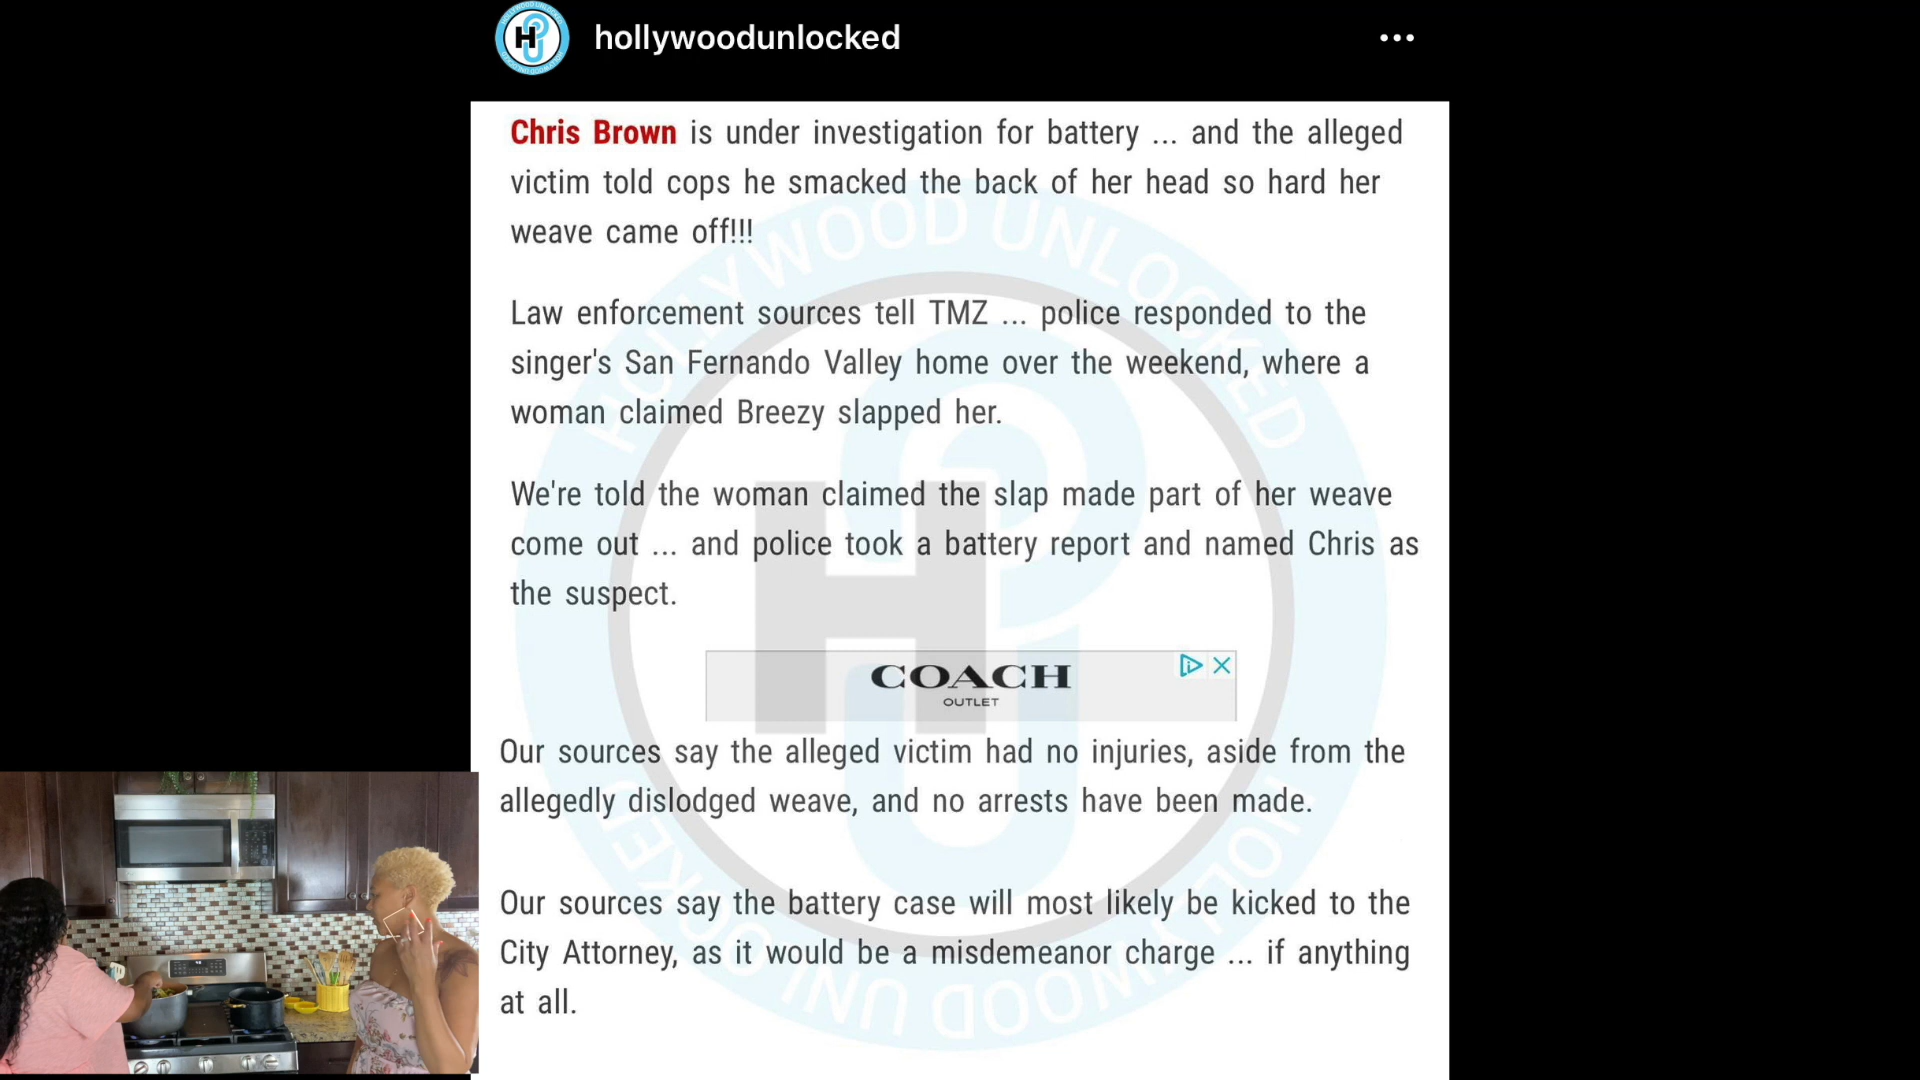 hollywoodunlocked
Chris Brown is under investigation for battery ... and the alleged
victim told cops he smacked the back of her head so hard her
weave came off!!!
Law enforcement sources tell TMZ ... police responded to the
singer's San Fernando Valley home over the weekend, where a
woman claimed Breezy slapped her.
We're told the woman claimed the slap made part of her weave
come out ... and police took a battery report and named Chris as
the suspect.
COACH
OUTLET
Our sources say the alleged victim had no injuries, aside from the
allegedly dislodged weave, and no arrests have been made.
Our sources say the battery case will most likely be kicked to the
City Attorney, as it would be a misdemeanor charge ... if anything
at all.
HOLLYWOOD UNLOCKED
HOLLYWOOD UNLOCKED